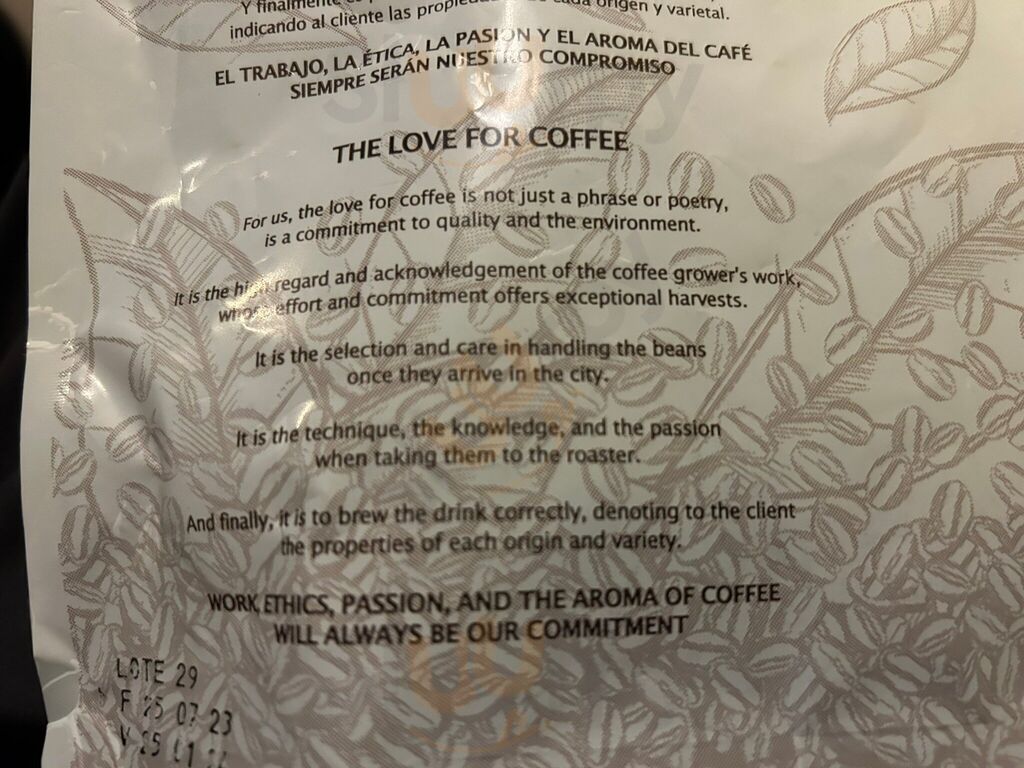 Y finalmente
origen y varietal.
indicando al cliente las
EL TRABAJO, LA ÉTICA, LA PASIÓN Y EL AROMA DEL CAFÉ
SIEMPRE SERÁN NUESTRO COMPROMISO
THE LOVE FOR COFFEE
For us, the love for coffee is not just a phrase or poetry,
is a commitment to quality and the environment.
It is the high regard and acknowledgement of the coffee grower's work,
whose effort and commitment offers exceptional harvests.
It is the selection and care in handling the beans
once they arrive in the city.
It is the technique, the knowledge, and the passion
when taking them to the roaster.
And finally, it is to brew the drink correctly, denoting to the client
the properties of each origin and variety.
WORK, ETHICS, PASSION, AND THE AROMA OF COFFEE
WILL ALWAYS BE OUR COMMITMENT
LOTE 29
F 25 07 23
V 25 01